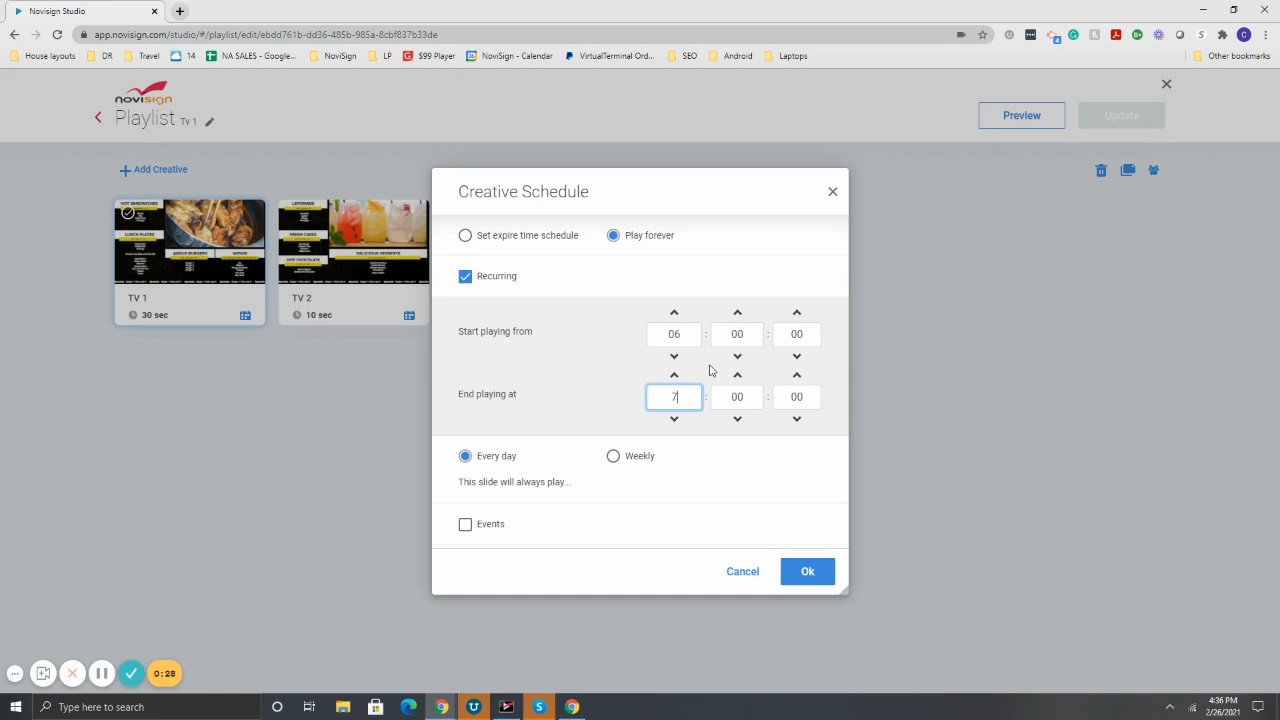 Novisign Studio
app.novisign.com/studio/#/playlist/edit/ebdd761b-dd36-485b-985a-8cbf837b33de
House layouts DR Travel 14 NA SALES - Google... NoviSign LP S99 Player NoviSign - Calendar VirtualTerminal Ord... SEO Android Laptops Other bookmarks
novisign
Playlist Tv 1
Preview Update
Add Creative
HOT SANDWICHES
LUNCH PLATES
ANGUS BURGERS
LEMONADE
FRESH CAKES
HOT CHOCOLATE
DELICIOUS DESSERTS
TV 1
30 sec
TV 2
10 sec
Creative Schedule
Set expire time schedule Play forever
Recurring
Start playing from 06 : 00 : 00
End playing at 7 : 00 : 00
Every day Weekly
This slide will always play...
Events
Cancel Ok
0:28
Type here to search
4:36 PM
2/26/2021